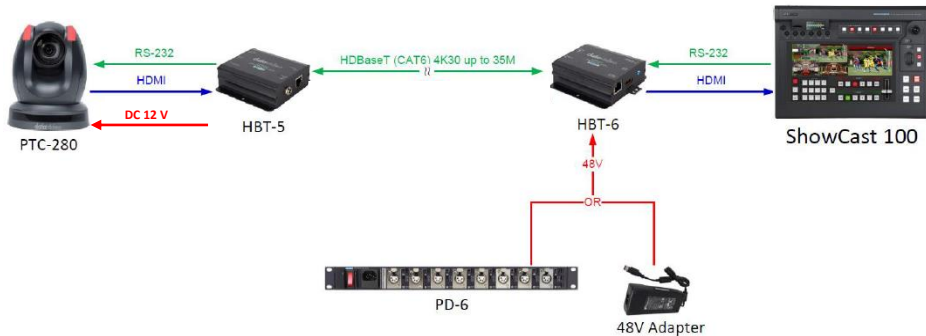 RS-232
HDBaseT (CAT6) 4K30 up to 35M
RS-232
HDMI
HDMI
DC 12 V
HBT-5
HBT-6
PTC-280
ShowCast 100
48V
OR
PD-6
48V Adapter